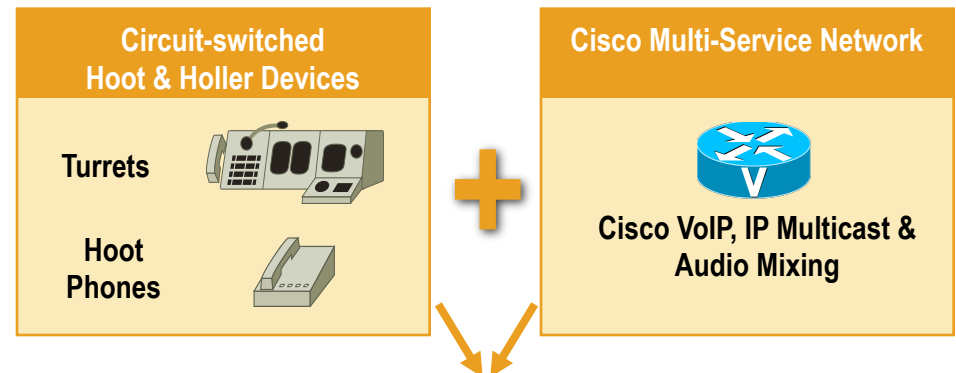 Circuit-switched
Hoot & Holler Devices
Turrets
Hoot
Phones
Cisco Multi-Service Network
V
Cisco VoIP, IP Multicast &
Audio Mixing